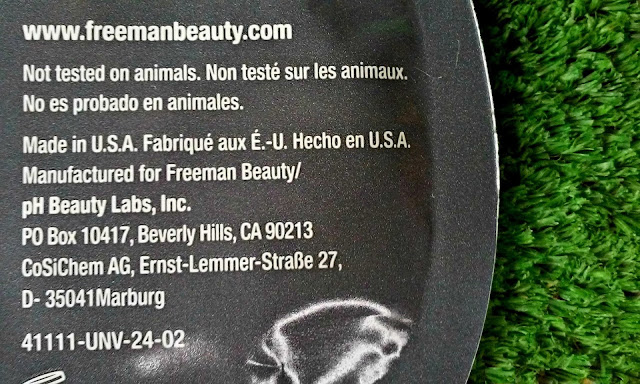 www.freemanbeauty.com
Not tested on animals. Non testé sur les animaux.
No es probado en animales.
Made in U.S.A. Fabriqué aux É.-U. Hecho en U.S.A.
Manufactured for Freeman Beauty/
pH Beauty Labs, Inc.
PO Box 10417, Beverly Hills, CA 90213
CoSiChem AG, Ernst-Lemmer-Straße 27,
D- 35041Marburg
41111-UNV-24-02